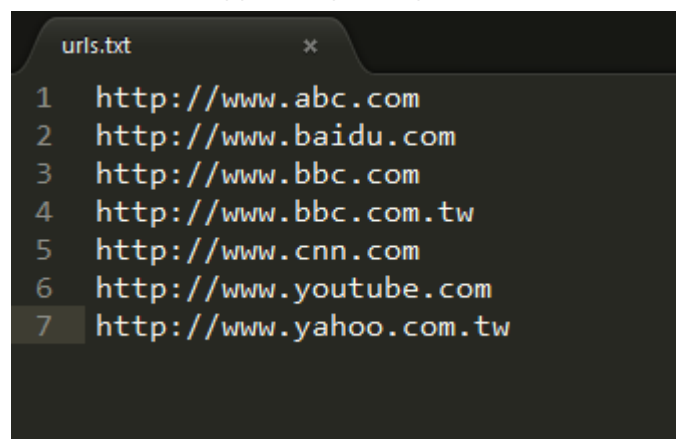 urls.txt ×
1 http://www.abc.com
2 http://www.baidu.com
3 http://www.bbc.com
4 http://www.bbc.com.tw
5 http://www.cnn.com
6 http://www.youtube.com
7 http://www.yahoo.com.tw